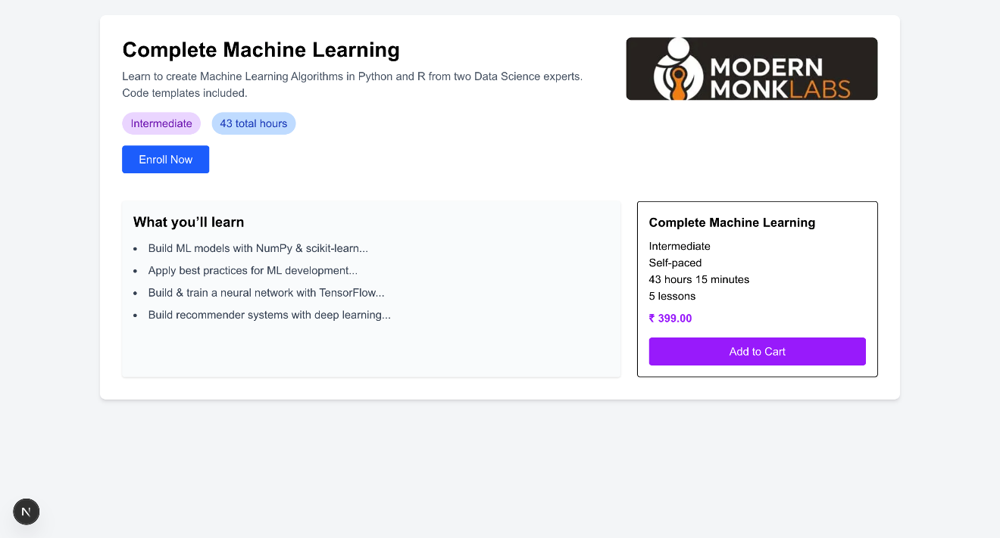 Complete Machine Learning
Learn to create Machine Learning Algorithms in Python and R from two Data Science experts.
Code templates included.
Intermediate
43 total hours
Enroll Now
MODERN
MONKLABS
What you’ll learn
• Build ML models with NumPy & scikit-learn...
• Apply best practices for ML development...
• Build & train a neural network with TensorFlow...
• Build recommender systems with deep learning...
Complete Machine Learning
Intermediate
Self-paced
43 hours 15 minutes
5 lessons
₹ 399.00
Add to Cart
N